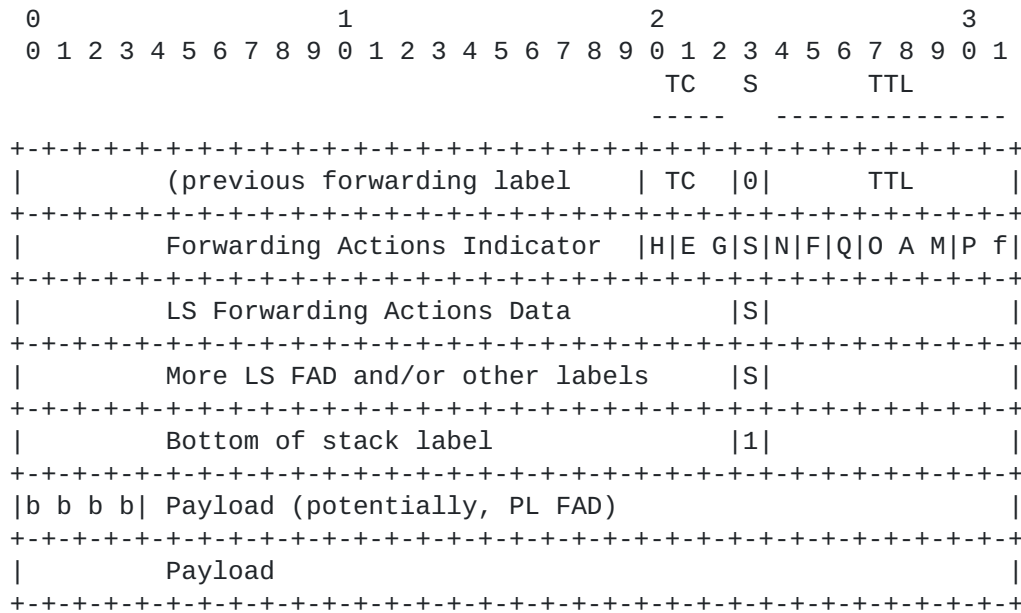 0                   1                   2                   3
 0 1 2 3 4 5 6 7 8 9 0 1 2 3 4 5 6 7 8 9 0 1 2 3 4 5 6 7 8 9 0 1
                                          TC   S       TTL
                                         ----- ---------------
+-+-+-+-+-+-+-+-+-+-+-+-+-+-+-+-+-+-+-+-+-+-+-+-+-+-+-+-+-+-+-+-+
|         (previous forwarding label    | TC  |0|      TTL      |
+-+-+-+-+-+-+-+-+-+-+-+-+-+-+-+-+-+-+-+-+-+-+-+-+-+-+-+-+-+-+-+-+
|         Forwarding Actions Indicator  |H|E G|S|N|F|Q|O A M|P f|
+-+-+-+-+-+-+-+-+-+-+-+-+-+-+-+-+-+-+-+-+-+-+-+-+-+-+-+-+-+-+-+-+
|         LS Forwarding Actions Data          |S|               |
+-+-+-+-+-+-+-+-+-+-+-+-+-+-+-+-+-+-+-+-+-+-+-+-+-+-+-+-+-+-+-+-+
|         More LS FAD and/or other labels     |S|               |
+-+-+-+-+-+-+-+-+-+-+-+-+-+-+-+-+-+-+-+-+-+-+-+-+-+-+-+-+-+-+-+-+
|         Bottom of stack label               |1|               |
+-+-+-+-+-+-+-+-+-+-+-+-+-+-+-+-+-+-+-+-+-+-+-+-+-+-+-+-+-+-+-+-+
|b b b b| Payload (potentially, PL FAD)                         |
+-+-+-+-+-+-+-+-+-+-+-+-+-+-+-+-+-+-+-+-+-+-+-+-+-+-+-+-+-+-+-+-+
|         Payload                                               |
+-+-+-+-+-+-+-+-+-+-+-+-+-+-+-+-+-+-+-+-+-+-+-+-+-+-+-+-+-+-+-+-+